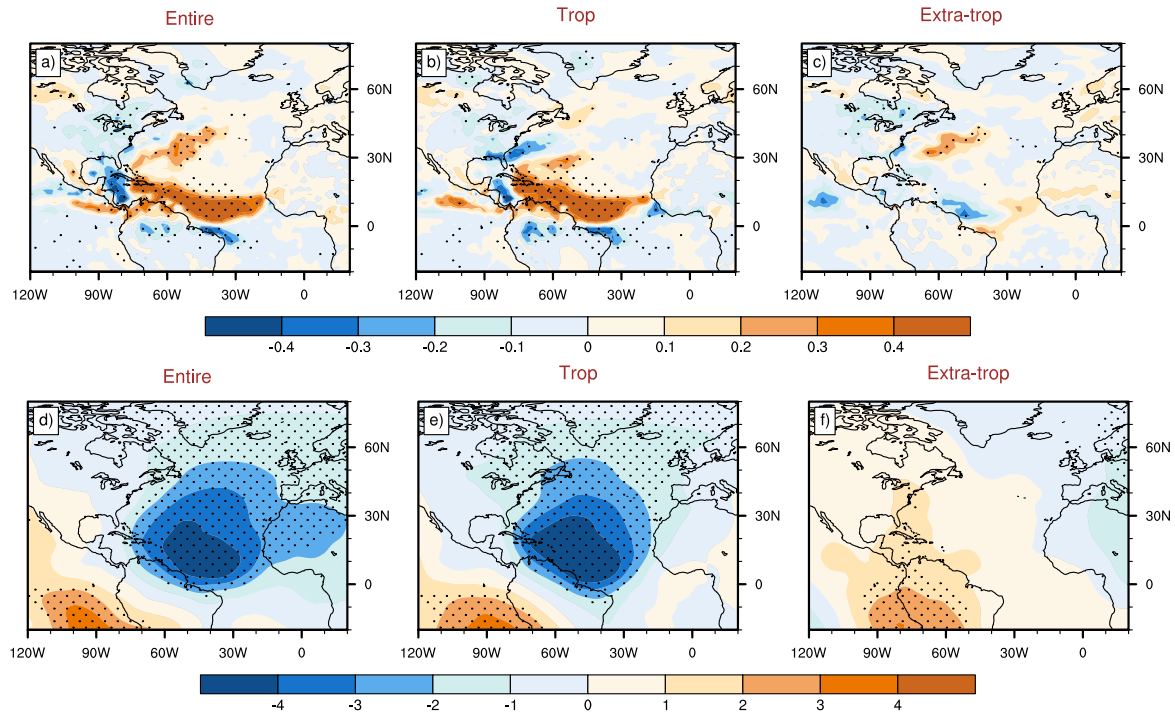 Entire Trop Extra-trop
a) b) c)
60N 60N 60N
30N 30N 30N
0 0 0
120W 90W 60W 30W 0 120W 90W 60W 30W 0 120W 90W 60W 30W 0
-0.4 -0.3 -0.2 -0.1 0 0.1 0.2 0.3 0.4
Entire Trop Extra-trop
d) e) f)
60N 60N 60N
30N 30N 30N
0 0 0
120W 90W 60W 30W 0 120W 90W 60W 30W 0 120W 90W 60W 30W 0
-4 -3 -2 -1 0 1 2 3 4